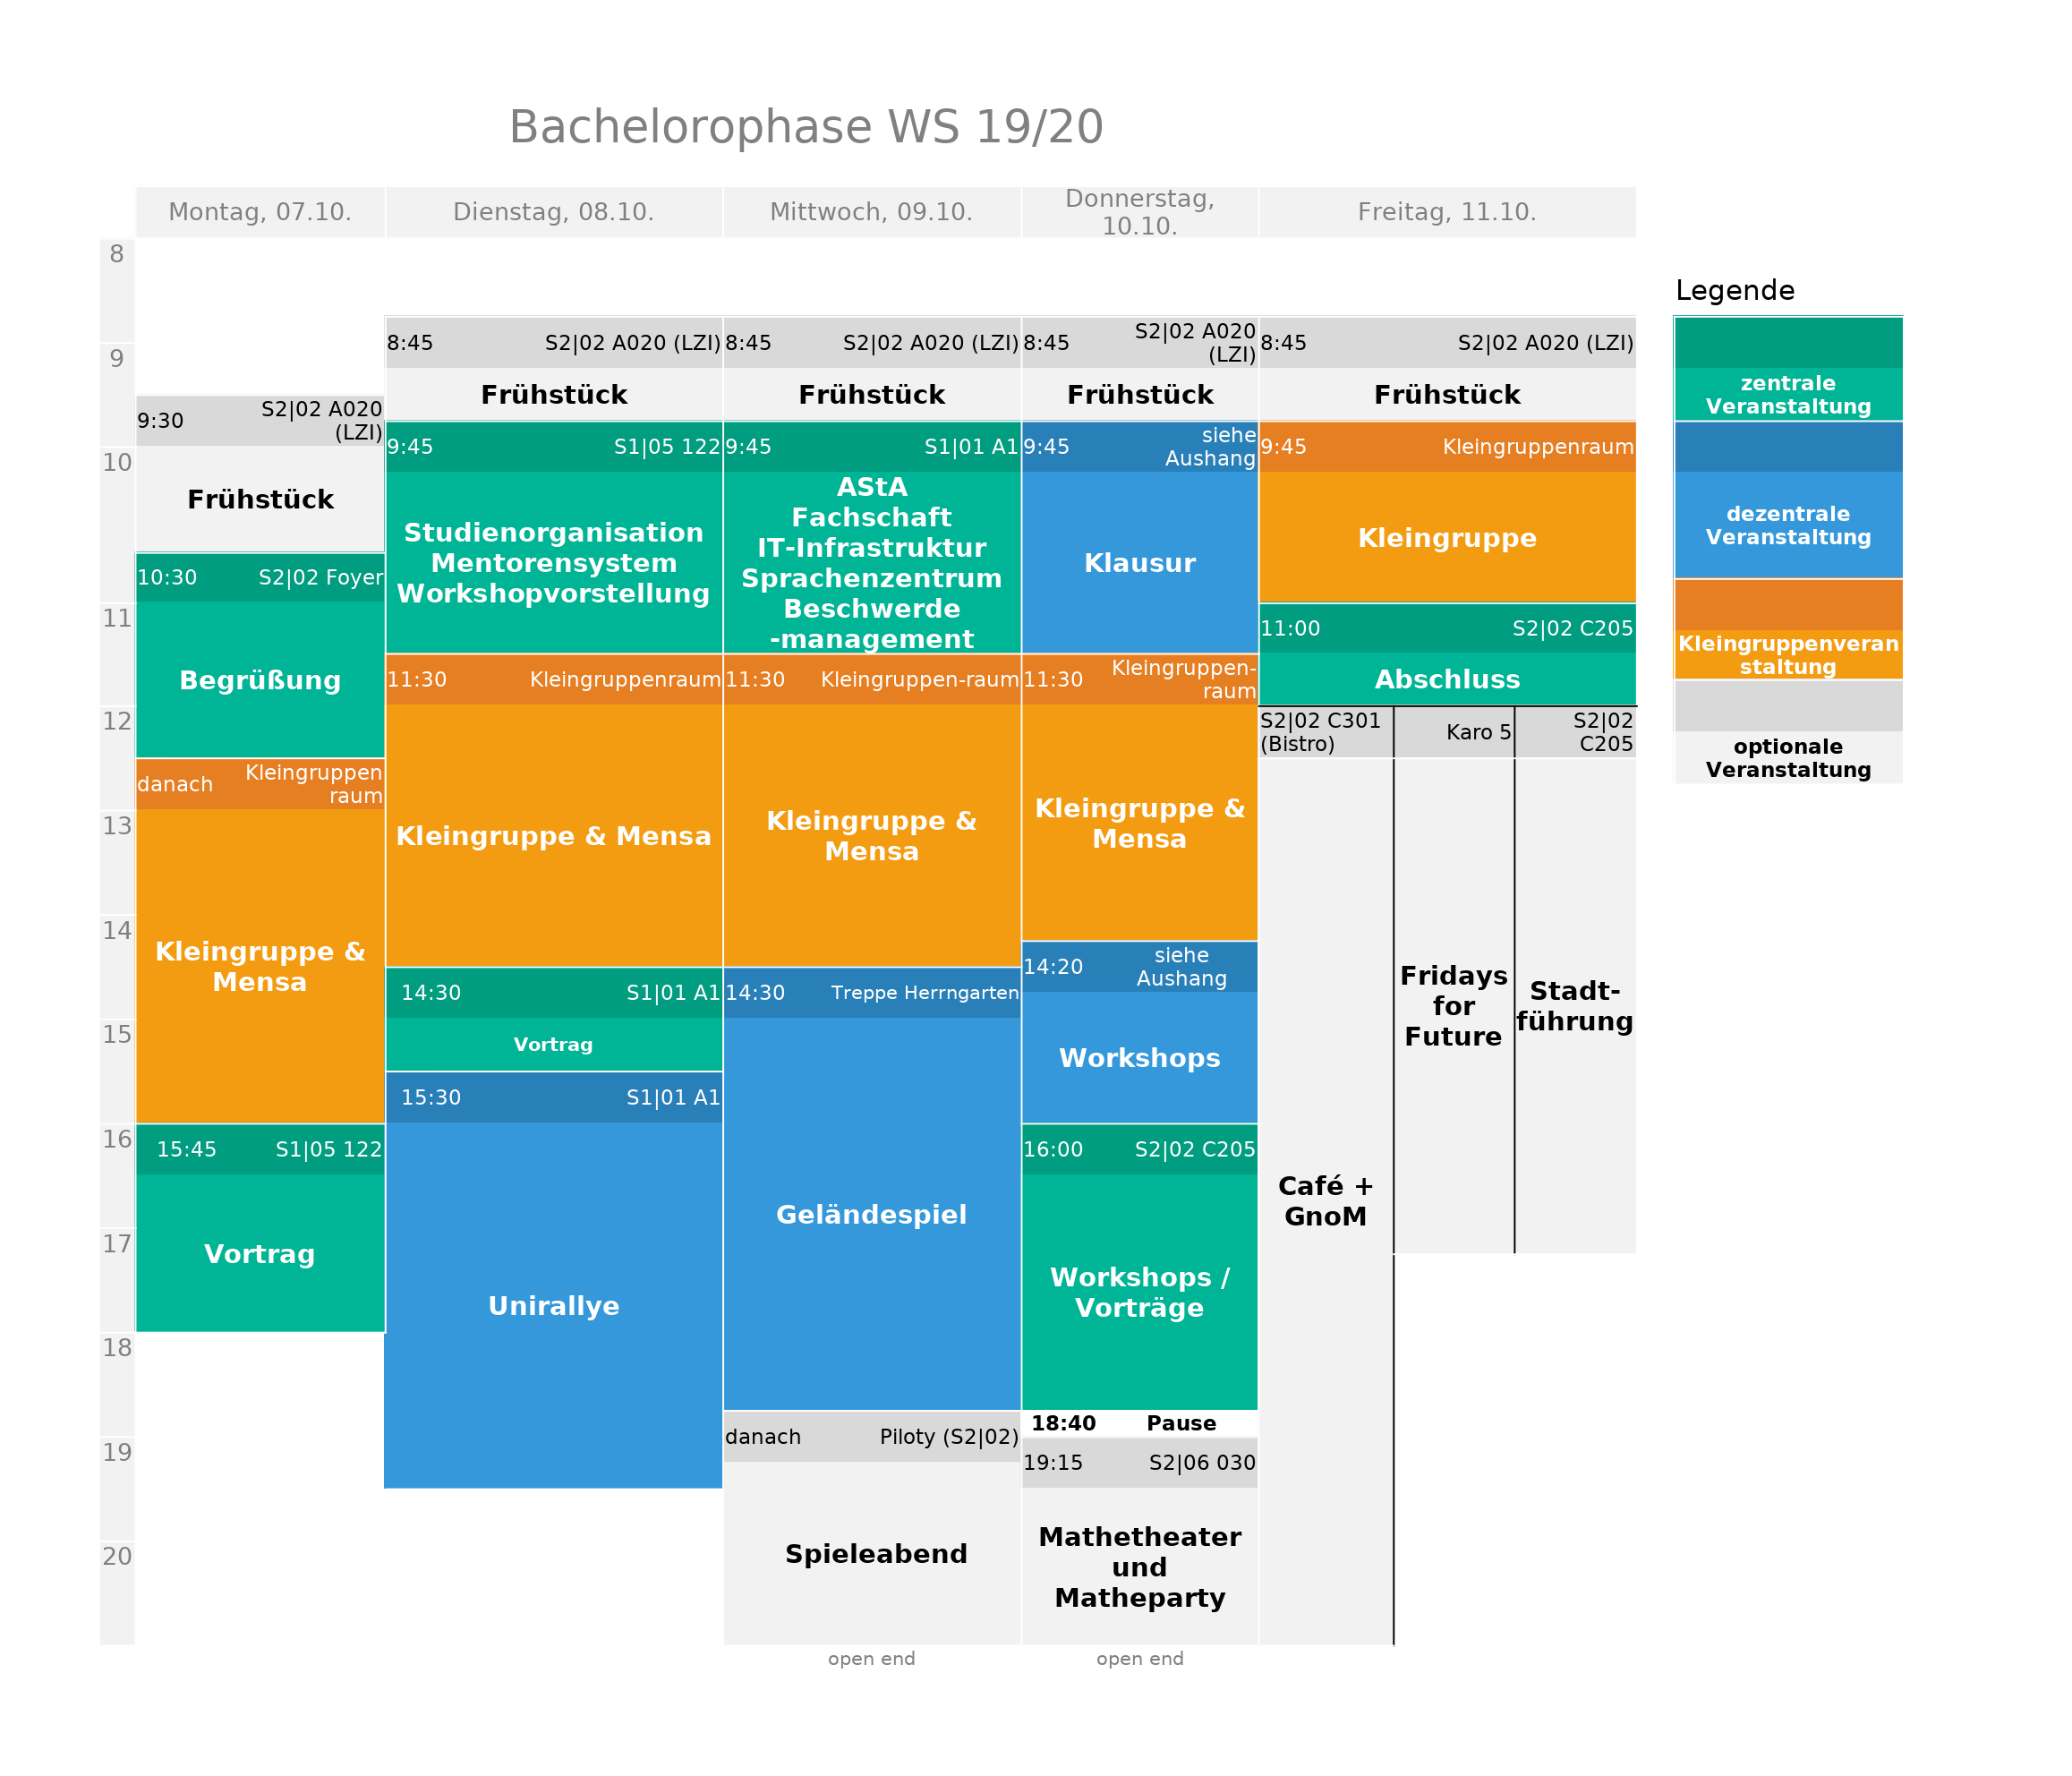 Bachelorophase WS 19/20
Montag, 07.10.
Dienstag, 08.10.
Mittwoch, 09.10.
Donnerstag,
10.10.
Freitag, 11.10.
8
9
10
11
12
13
14
15
16
17
18
19
20
9:30
S2|02 A020
(LZI)
Frühstück
10:30
S2|02 Foyer
Begrüßung
danach
Kleingruppen
raum
Kleingruppe &
Mensa
15:45
S1|05 122
Vortrag
8:45
S2|02 A020 (LZI)
Frühstück
9:45
S1|05 122
Studienorganisation
Mentorensystem
Workshopvorstellung
11:30
Kleingruppenraum
Kleingruppe & Mensa
14:30
S1|01 A1
Vortrag
15:30
S1|01 A1
Unirallye
8:45
S2|02 A020 (LZI)
Frühstück
9:45
S1|01 A1
AStA
Fachschaft
IT-Infrastruktur
Sprachenzentrum
Beschwerde
-management
11:30
Kleingruppen-raum
Kleingruppe &
Mensa
14:30
Treppe Herrngarten
Geländespiel
danach
Piloty (S2|02)
Spieleabend
open end
8:45
S2|02 A020
(LZI)
Frühstück
9:45
siehe
Aushang
Klausur
11:30
Kleingruppen-
raum
Kleingruppe &
Mensa
14:20
siehe
Aushang
Workshops
16:00
S2|02 C205
Workshops /
Vorträge
18:40
Pause
19:15
S2|06 030
Mathetheater
und
Matheparty
open end
8:45
S2|02 A020 (LZI)
Frühstück
9:45
Kleingruppenraum
Kleingruppe
11:00
S2|02 C205
Abschluss
S2|02 C301
(Bistro)
Café +
GnoM
Karo 5
Fridays
for
Future
S2|02
C205
Stadt-
führung
Legende
zentrale
Veranstaltung
dezentrale
Veranstaltung
Kleingruppenveran
staltung
optionale
Veranstaltung